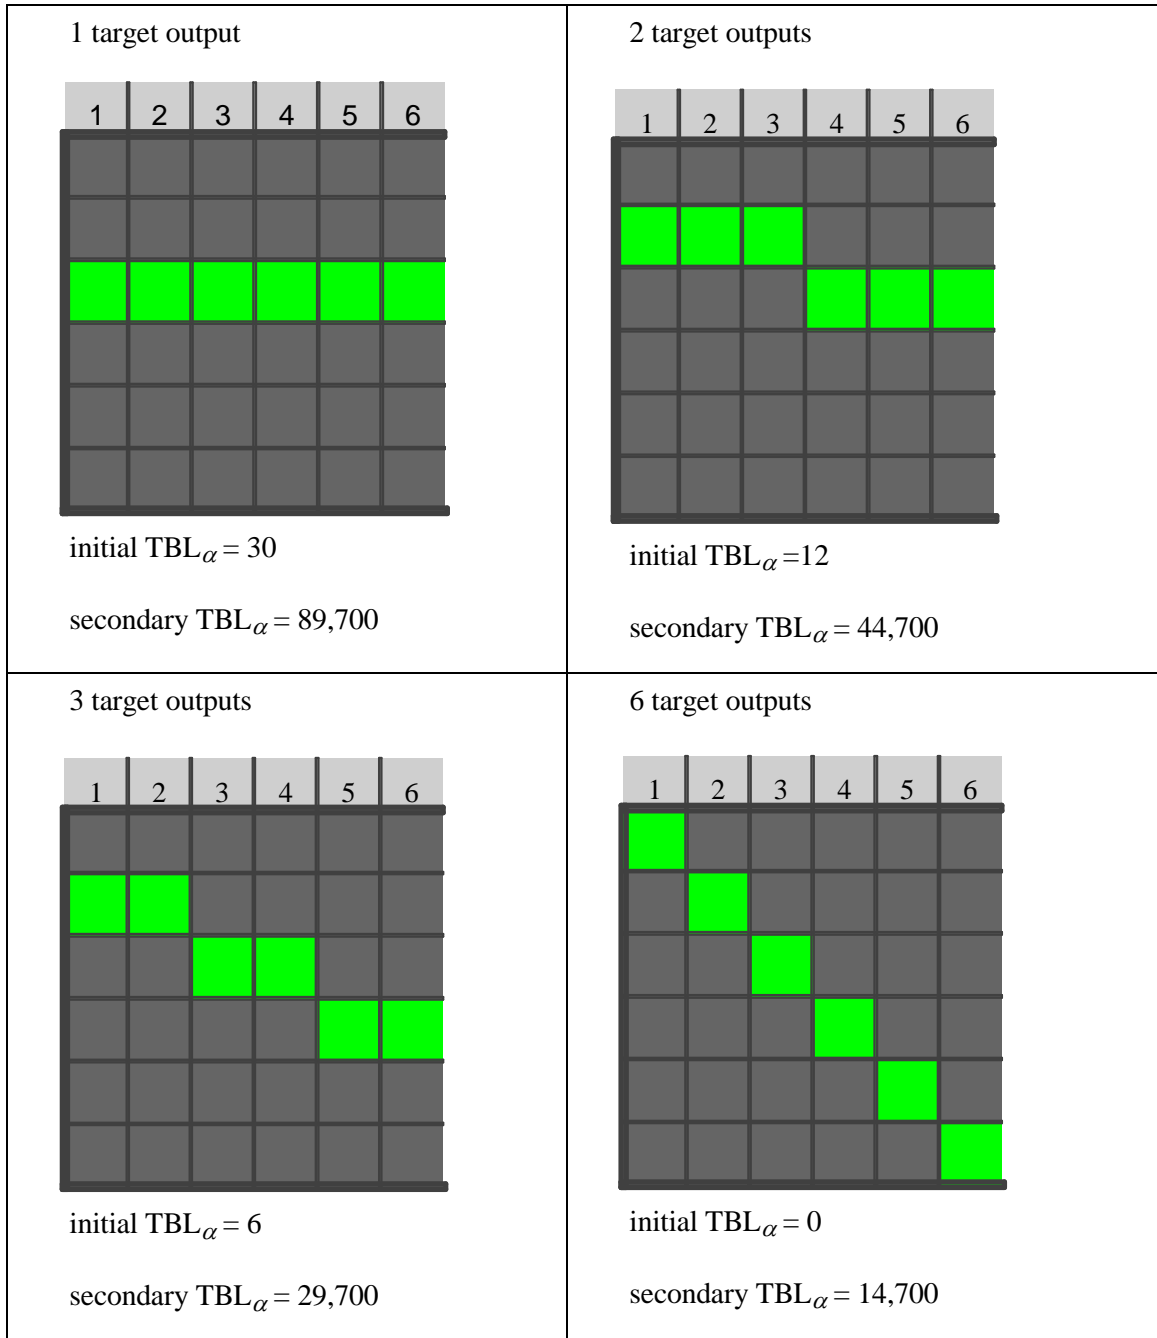 1 target output
1 2 3 4 5 6
initial TBLα = 30
secondary TBLα = 89,700
2 target outputs
1 2 3 4 5 6
initial TBLα =12
secondary TBLα = 44,700
3 target outputs
1 2 3 4 5 6
initial TBLα = 6
secondary TBLα = 29,700
6 target outputs
1 2 3 4 5 6
initial TBLα = 0
secondary TBLα = 14,700